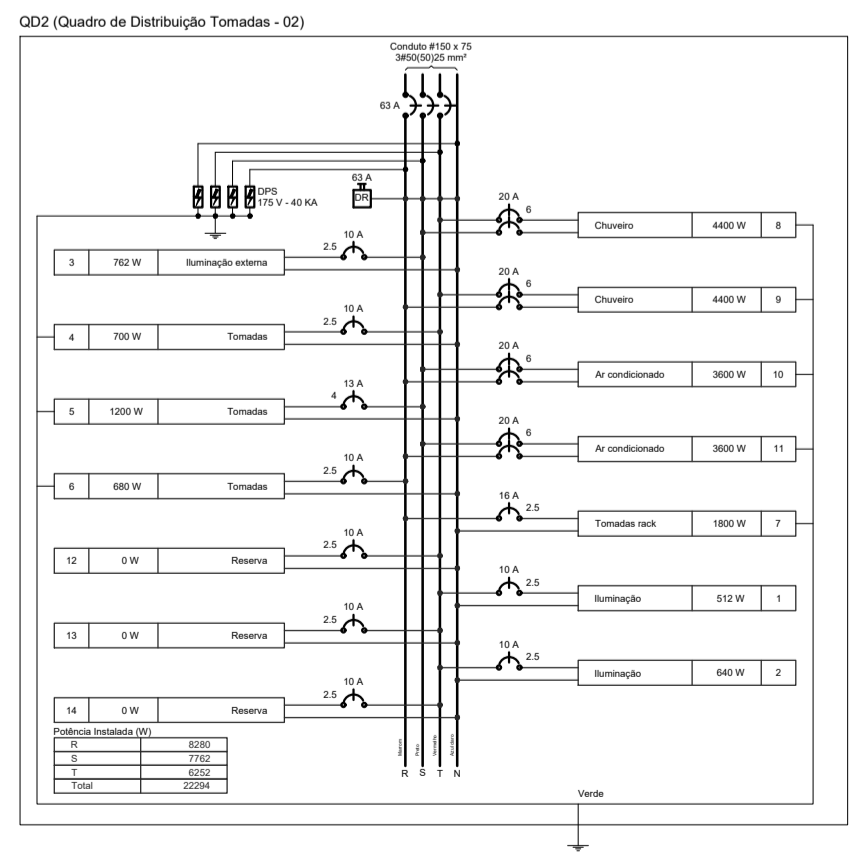 QD2 (Quadro de Distribuição Tomadas - 02)
Conduto #150 x 75
3#50(50)25 mm²
63 A
DPS
175 V - 40 KA
63 A
DR
20 A
6
Chuveiro 4400 W 8
10 A
2.5
3 762 W Iluminação externa
20 A
6
Chuveiro 4400 W 9
10 A
2.5
4 700 W Tomadas
20 A
6
Ar condicionado 3600 W 10
13 A
4
5 1200 W Tomadas
20 A
6
Ar condicionado 3600 W 11
10 A
2.5
6 680 W Tomadas
16 A
2.5
Tomadas rack 1800 W 7
10 A
2.5
12 0 W Reserva
10 A
2.5
Iluminação 512 W 1
10 A
2.5
13 0 W Reserva
10 A
2.5
Iluminação 640 W 2
10 A
2.5
14 0 W Reserva
Potência Instalada (W)
R 8280
S 7762
T 6252
Total 22294
Marrom
Preto
Vermelho
Azul claro
R S T N
Verde